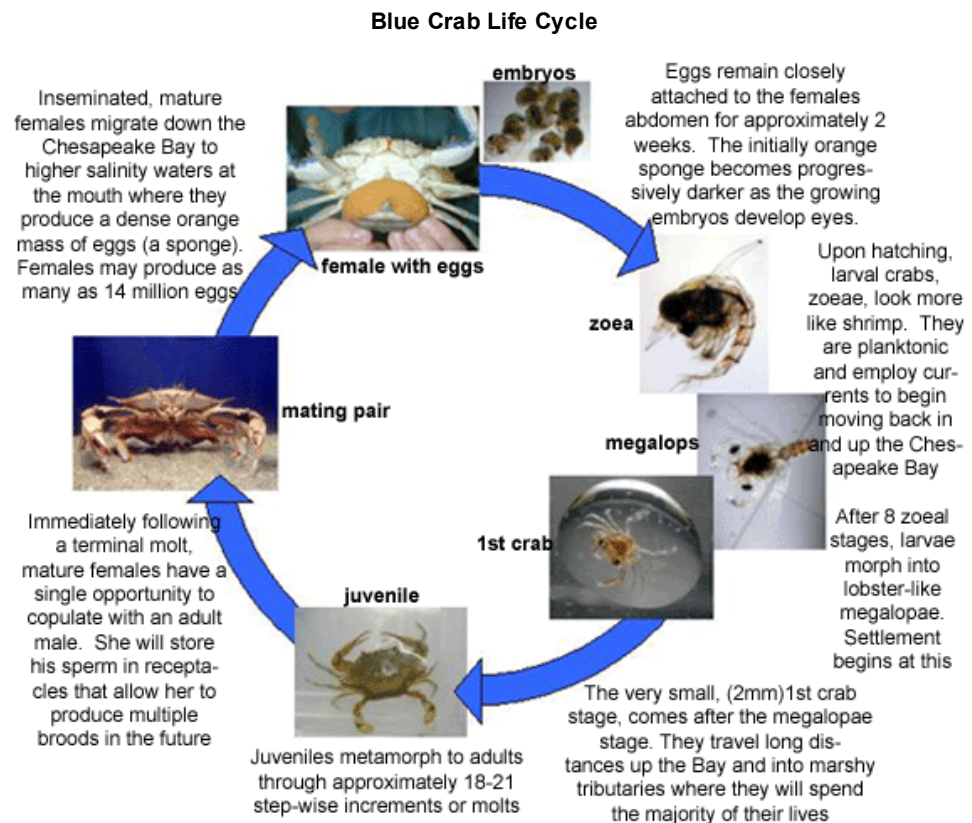 Blue Crab Life Cycle
Inseminated, mature
females migrate down the
Chesapeake Bay to
higher salinity waters at
the mouth where they
produce a dense orange
mass of eggs (a sponge).
Females may produce as
many as 14 million eggs
female with eggs
embryos
Eggs remain closely
attached to the females
abdomen for approximately 2
weeks. The initially orange
sponge becomes progres-
sively darker as the growing
embryos develop eyes.
zoea
Upon hatching,
larval crabs,
zoeae, look more
like shrimp. They
are planktonic
and employ cur-
rents to begin
moving back in
and up the Ches-
apeake Bay
megalops
After 8 zoeal
stages, larvae
morph into
lobster-like
megalopae.
Settlement
begins at this
1st crab
The very small, (2mm)1st crab
stage, comes after the megalopae
stage. They travel long dis-
tances up the Bay and into marshy
tributaries where they will spend
the majority of their lives
juvenile
Juveniles metamorph to adults
through approximately 18-21
step-wise increments or molts
mating pair
Immediately following
a terminal molt,
mature females have a
single opportunity to
copulate with an adult
male. She will store
his sperm in recepta-
cles that allow her to
produce multiple
broods in the future